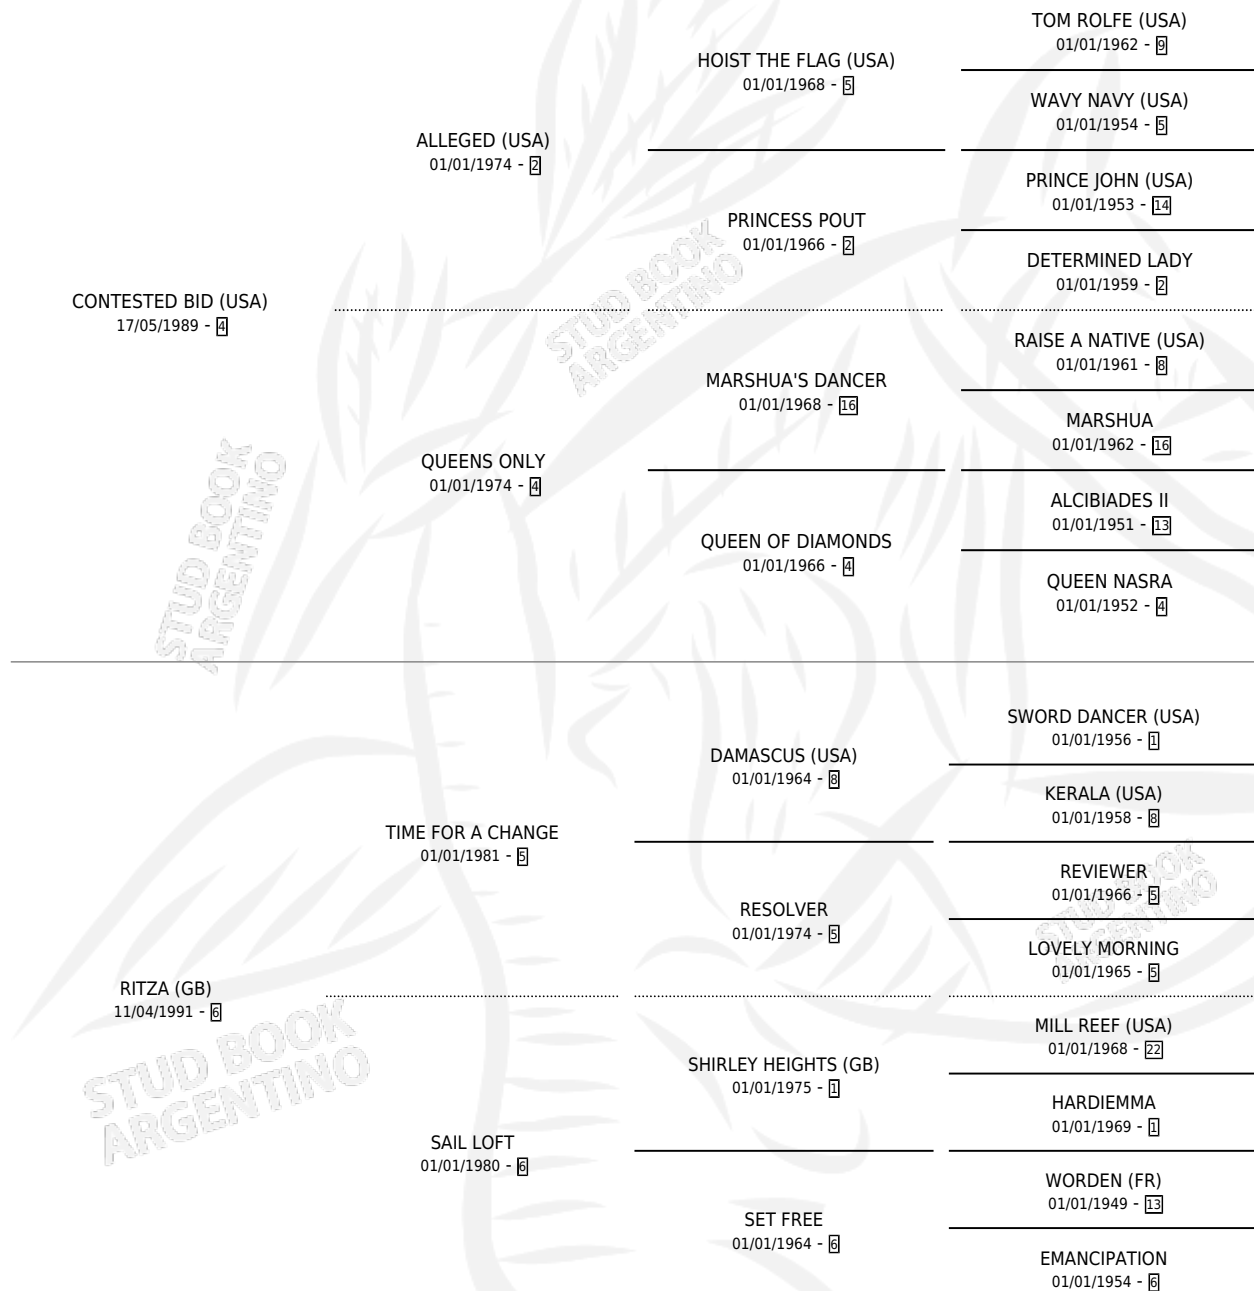 TOM ROLFE (USA)
01/01/1962 - 9
HOIST THE FLAG (USA)
01/01/1968 - 5
WAVY NAVY (USA)
01/01/1954 - 5
ALLEGED (USA)
01/01/1974 - 2
PRINCE JOHN (USA)
01/01/1953 - 14
PRINCESS POUT
01/01/1966 - 2
DETERMINED LADY
01/01/1959 - 2
CONTESTED BID (USA)
17/05/1989 - 4
RAISE A NATIVE (USA)
01/01/1961 - 8
MARSHUA'S DANCER
01/01/1968 - 16
MARSHUA
01/01/1962 - 16
QUEENS ONLY
01/01/1974 - 4
ALCIBIADES II
01/01/1951 - 13
QUEEN OF DIAMONDS
01/01/1966 - 4
QUEEN NASRA
01/01/1952 - 4
SWORD DANCER (USA)
01/01/1956 - 1
DAMASCUS (USA)
01/01/1964 - 8
KERALA (USA)
01/01/1958 - 8
TIME FOR A CHANGE
01/01/1981 - 5
REVIEWER
01/01/1966 - 5
RESOLVER
01/01/1974 - 5
LOVELY MORNING
01/01/1965 - 5
RITZA (GB)
11/04/1991 - 6
MILL REEF (USA)
01/01/1968 - 22
SHIRLEY HEIGHTS (GB)
01/01/1975 - 1
HARDIEMMA
01/01/1969 - 1
SAIL LOFT
01/01/1980 - 6
WORDEN (FR)
01/01/1949 - 13
SET FREE
01/01/1964 - 6
EMANCIPATION
01/01/1954 - 6
STUD BOOK
ARGENTINO
STUD BOOK
ARGENTINO
STUD BOOK
ARGENTINO
STUD BOOK
ARGENTINO